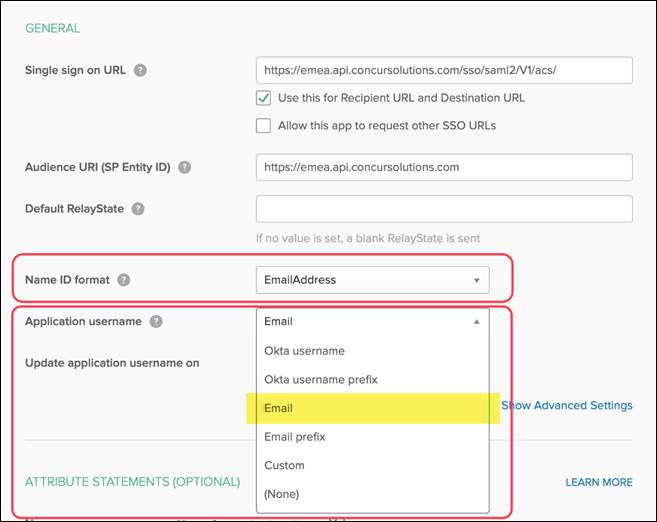 GENERAL
Single sign on URL ?
https://emea.api.concursolutions.com/sso/saml2/V1/acs/
Use this for Recipient URL and Destination URL
Allow this app to request other SSO URLs
Audience URI (SP Entity ID) ?
https://emea.api.concursolutions.com
Default RelayState ?
If no value is set, a blank RelayState is sent
Name ID format ?
EmailAddress
Application username ?
Email
Update application username on
Okta username
Okta username prefix
Email
Show Advanced Settings
Email prefix
Custom
(None)
ATTRIBUTE STATEMENTS (OPTIONAL)
LEARN MORE